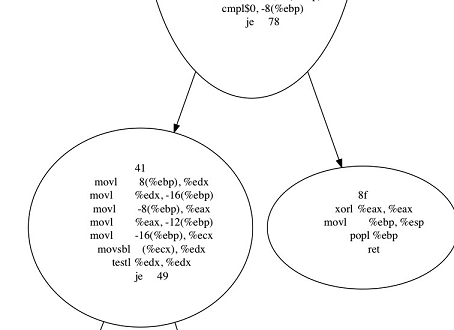 cmpl$0, -8(%ebp)
je 78
41
movl 8(%ebp), %edx
movl %edx, -16(%ebp)
movl -8(%ebp), %eax
movl %eax, -12(%ebp)
movl -16(%ebp), %ecx
movsbl (%ecx), %edx
testl %edx, %edx
je 49
8f
xorl %eax, %eax
movl %ebp, %esp
popl %ebp
ret